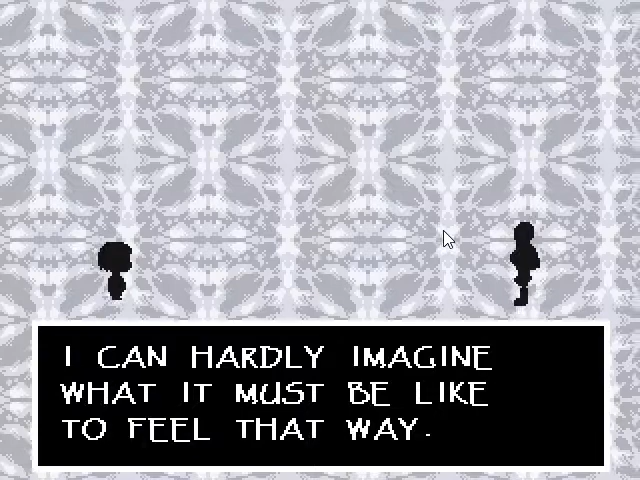 I CAN HARDLY IMAGINE
WHAT IT MUST BE LIKE
TO FEEL THAT WAY.